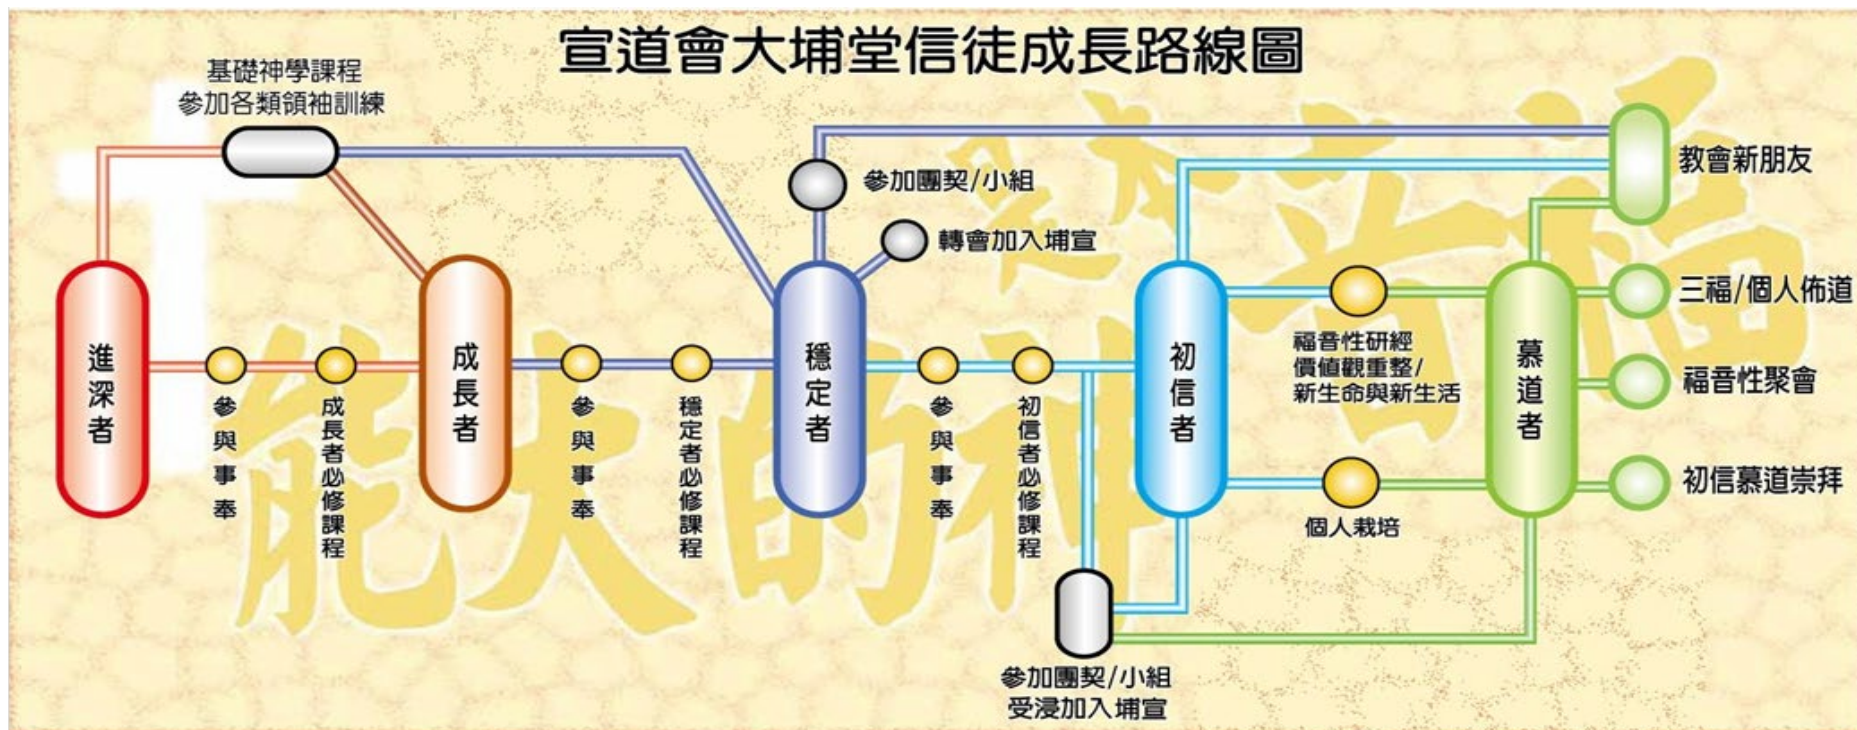 宣道會大埔堂信徒成長路線圖
基礎神學課程
參加各類領袖訓練
參加團契/小組
轉會加入埔宣
教會新朋友
三福/個人佈道
福音性聚會
初信慕道崇拜
進深者
參與事奉
成長者必修課程
成長者
參與事奉
穩定者必修課程
穩定者
參與事奉
初信者必修課程
初信者
福音性研經
價值觀重整/
新生命與新生活
個人栽培
慕道者
參加團契/小組
受浸加入埔宣
福音本是
神的大能